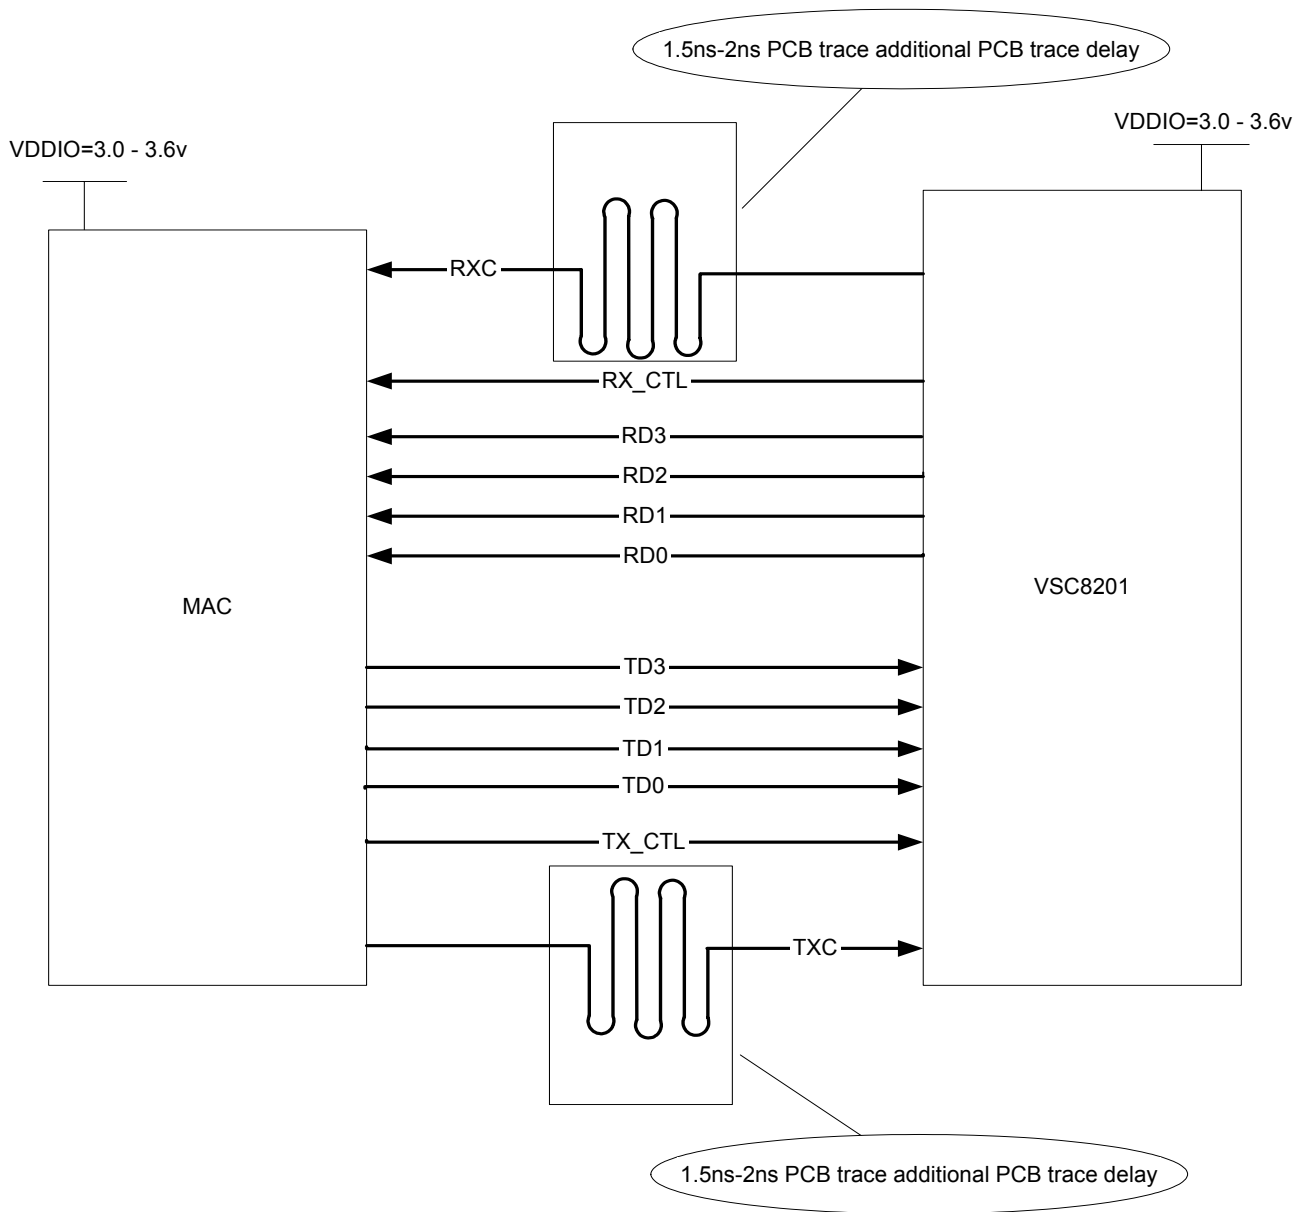 1.5ns-2ns PCB trace additional PCB trace delay
VDDIO=3.0 - 3.6v
VDDIO=3.0 - 3.6v
RXC
RX_CTL
RD3
RD2
RD1
RD0
MAC
VSC8201
TD3
TD2
TD1
TD0
TX_CTL
TXC
1.5ns-2ns PCB trace additional PCB trace delay